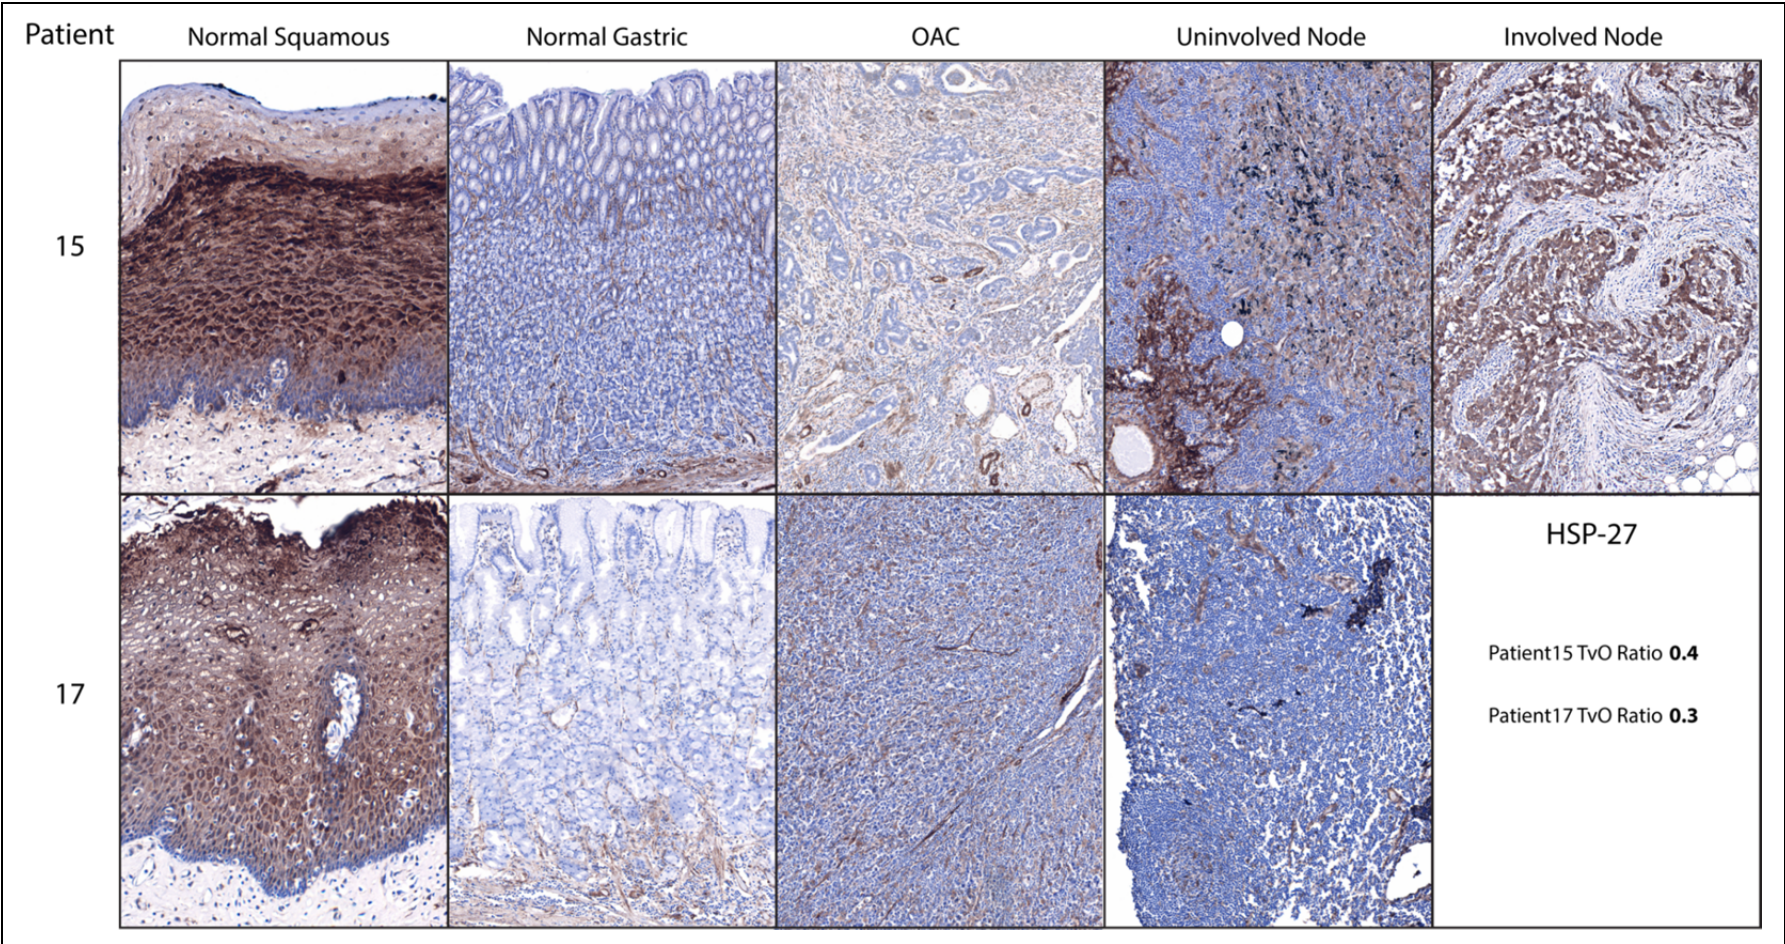 Patient
Normal Squamous
Normal Gastric
OAC
Uninvolved Node
Involved Node
15
17
HSP-27
Patient15 TvO Ratio 0.4
Patient17 TvO Ratio 0.3